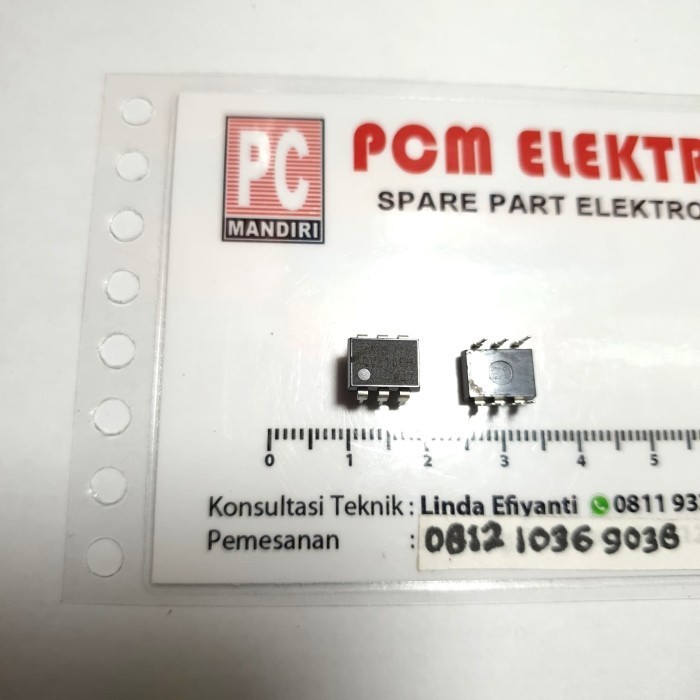 PC
MANDIRI
PCM ELEKTR
SPARE PART ELEKTRO
0 1 2 3 4 5
Konsultasi Teknik : Linda Efiyanti 0811 93
Pemesanan : 0812 1036 9038